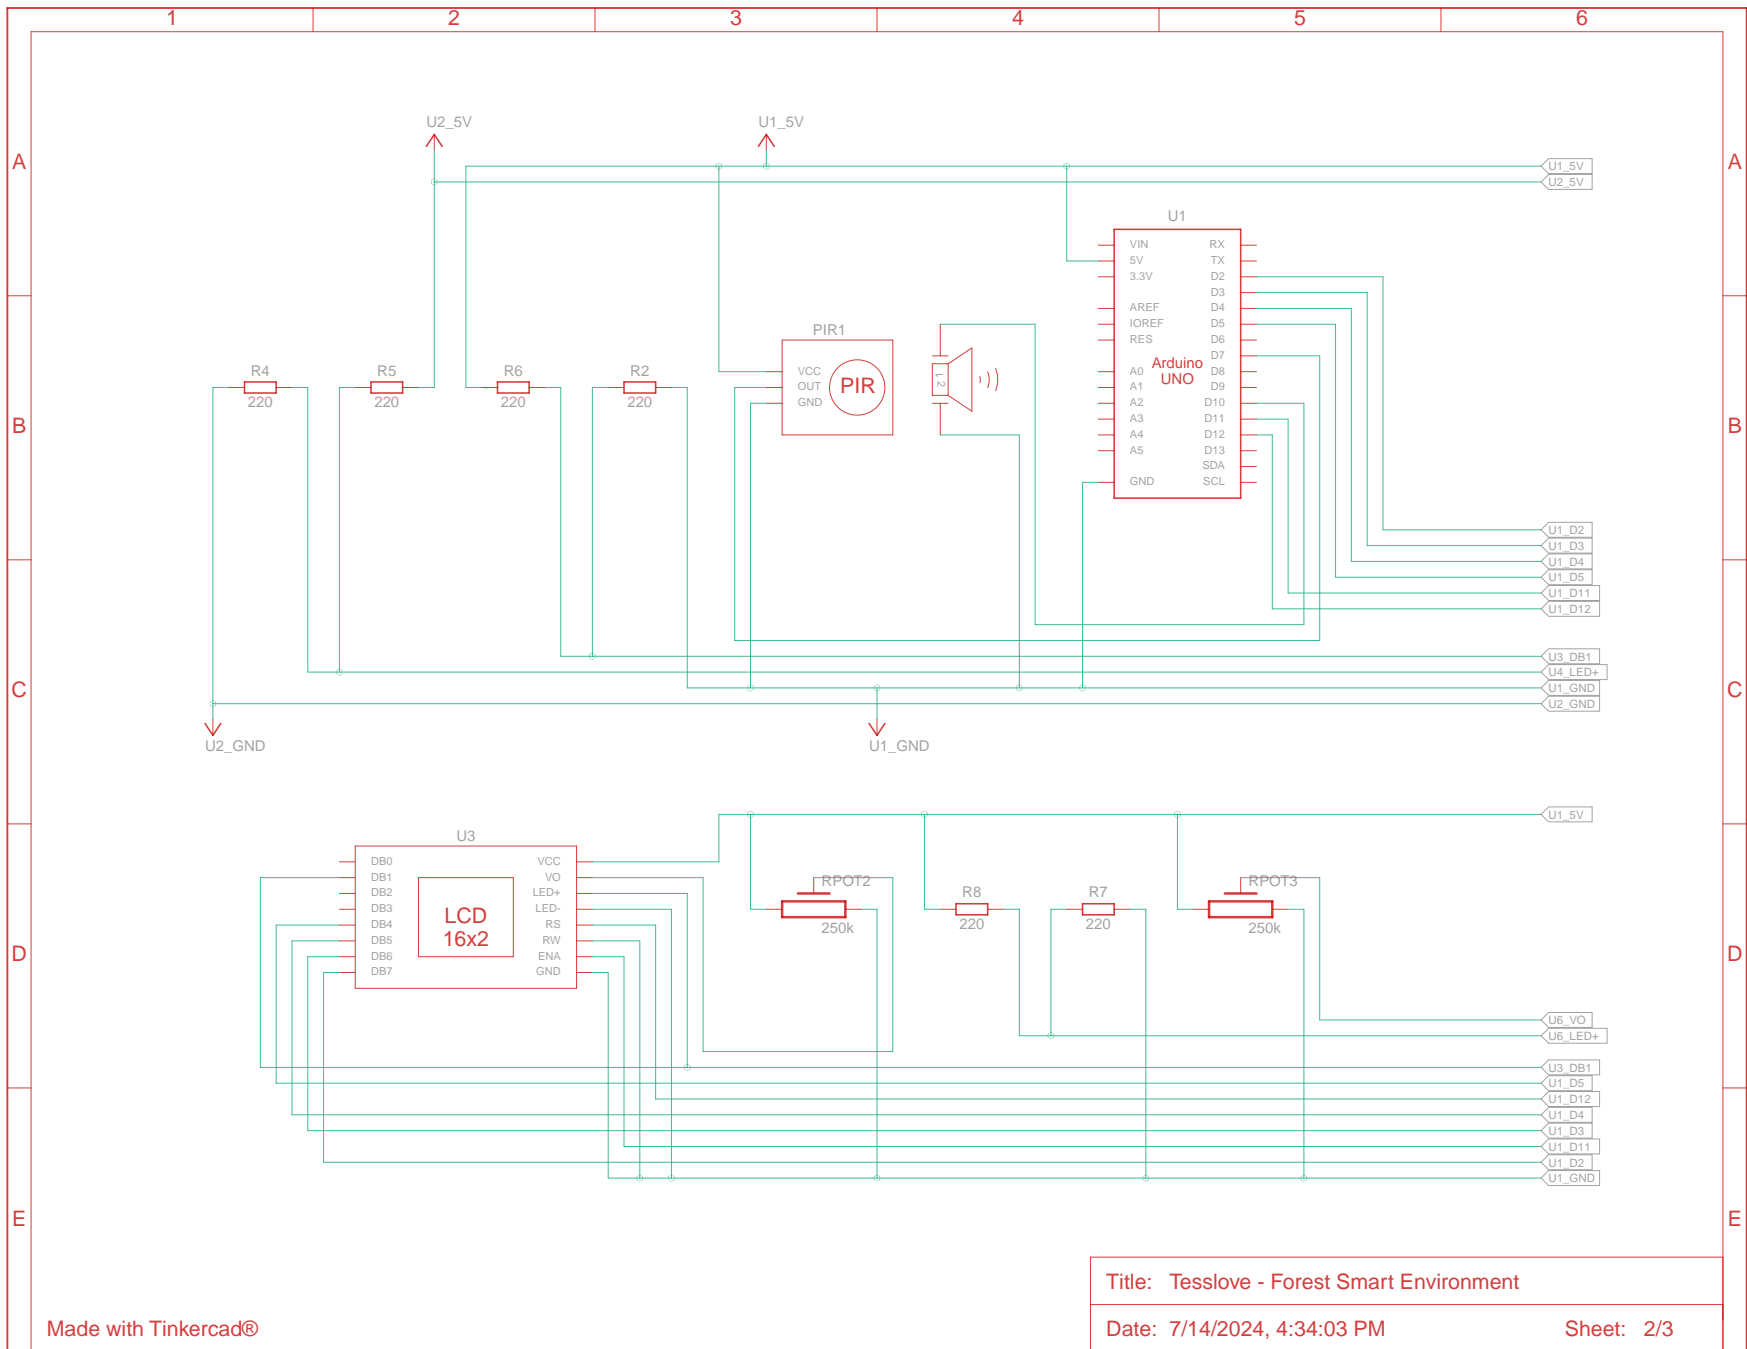 1 2 3 4 5 6
U2_5V U1_5V
A A
U1_5V
U2_5V
U1
VIN RX
5V TX
3.3V D2
D3
AREF D4
IOREF D5
RES D6
D7
Arduino
UNO
A0 D8
A1 D9
A2 D10
A3 D11
A4 D12
A5 D13
SDA
GND SCL
PIR1
VCC
OUT
GND
PIR
L2
R4 R5 R6 R2
220 220 220 220
B B
U1_D2
U1_D3
U1_D4
U1_D5
U1_D11
U1_D12
U3_DB1
U4_LED+
U1_GND
U2_GND
C C
U2_GND U1_GND
U1_5V
U3
DB0 VCC
DB1 VO
DB2 LED+
DB3 LED-
DB4 RS
DB5 RW
DB6 ENA
DB7 GND
LCD
16x2
RPOT2 R8 R7 RPOT3
250k 220 220 250k
D D
U6_VO
U6_LED+
U3_DB1
U1_D5
U1_D12
U1_D4
U1_D3
U1_D11
U1_D2
U1_GND
E E
Title: Tesslove - Forest Smart Environment
Made with Tinkercad® Date: 7/14/2024, 4:34:03 PM Sheet: 2/3